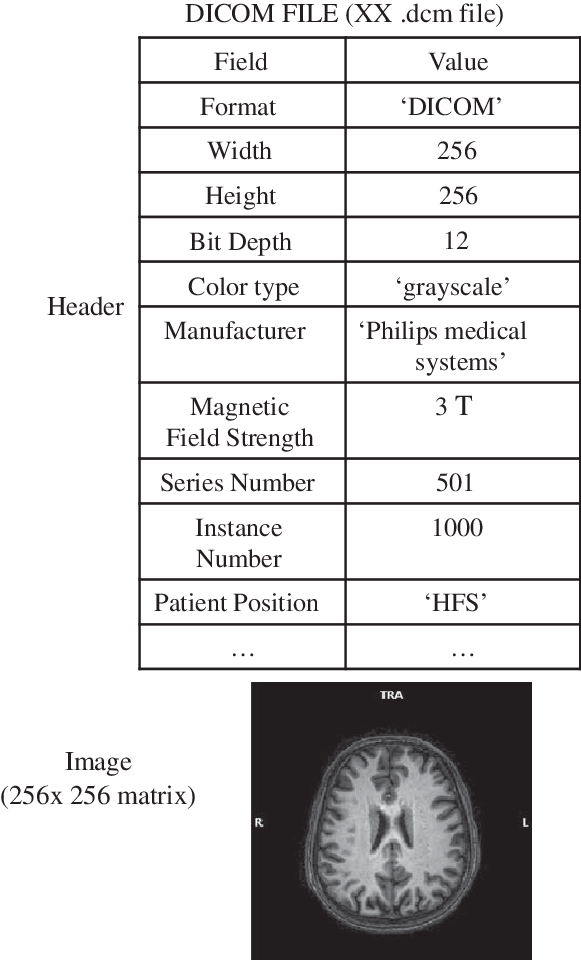 DICOM FILE (XX .dcm file)
Field Value
Format ‘DICOM’
Width 256
Height 256
Bit Depth 12
Color type ‘grayscale’
Header
Manufacturer ‘Philips medical
systems’
Magnetic 3 T
Field Strength
Series Number 501
Instance 1000
Number
Patient Position ‘HFS’
… …
TRA
Image
(256x 256 matrix)
R L